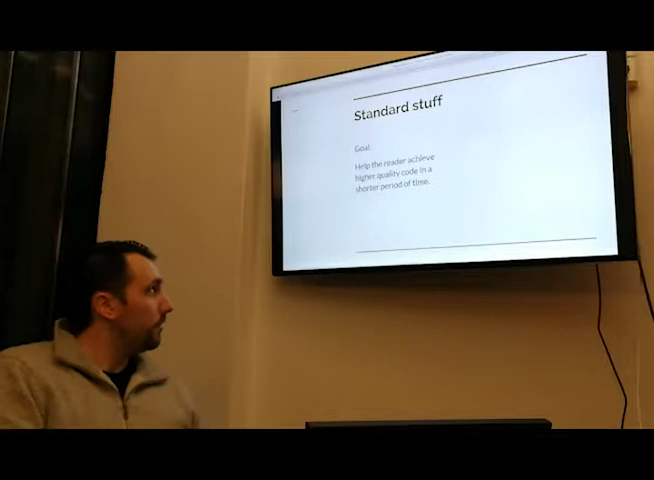 Standard stuff
Goal:
Help the reader achieve
higher quality code in a
shorter period of time.